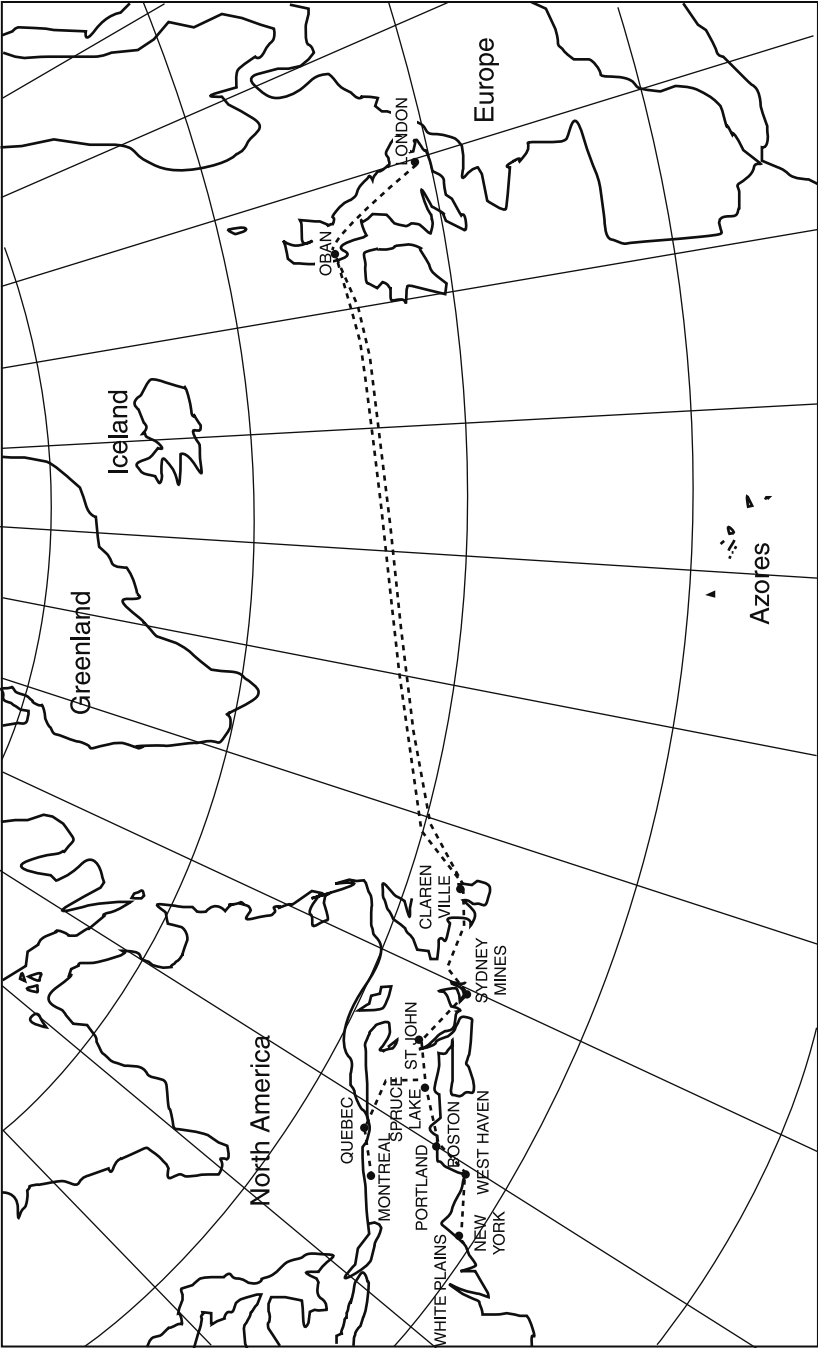 Europe
LONDON
OBAN
Iceland
Greenland
Azores
CLAREN
VILLE
SYDNEY
MINES
ST JOHN
North America
SPRUCE
LAKE
QUEBEC
MONTREAL
PORTLAND
BOSTON
WEST HAVEN
NEW
YORK
WHITE PLAINS